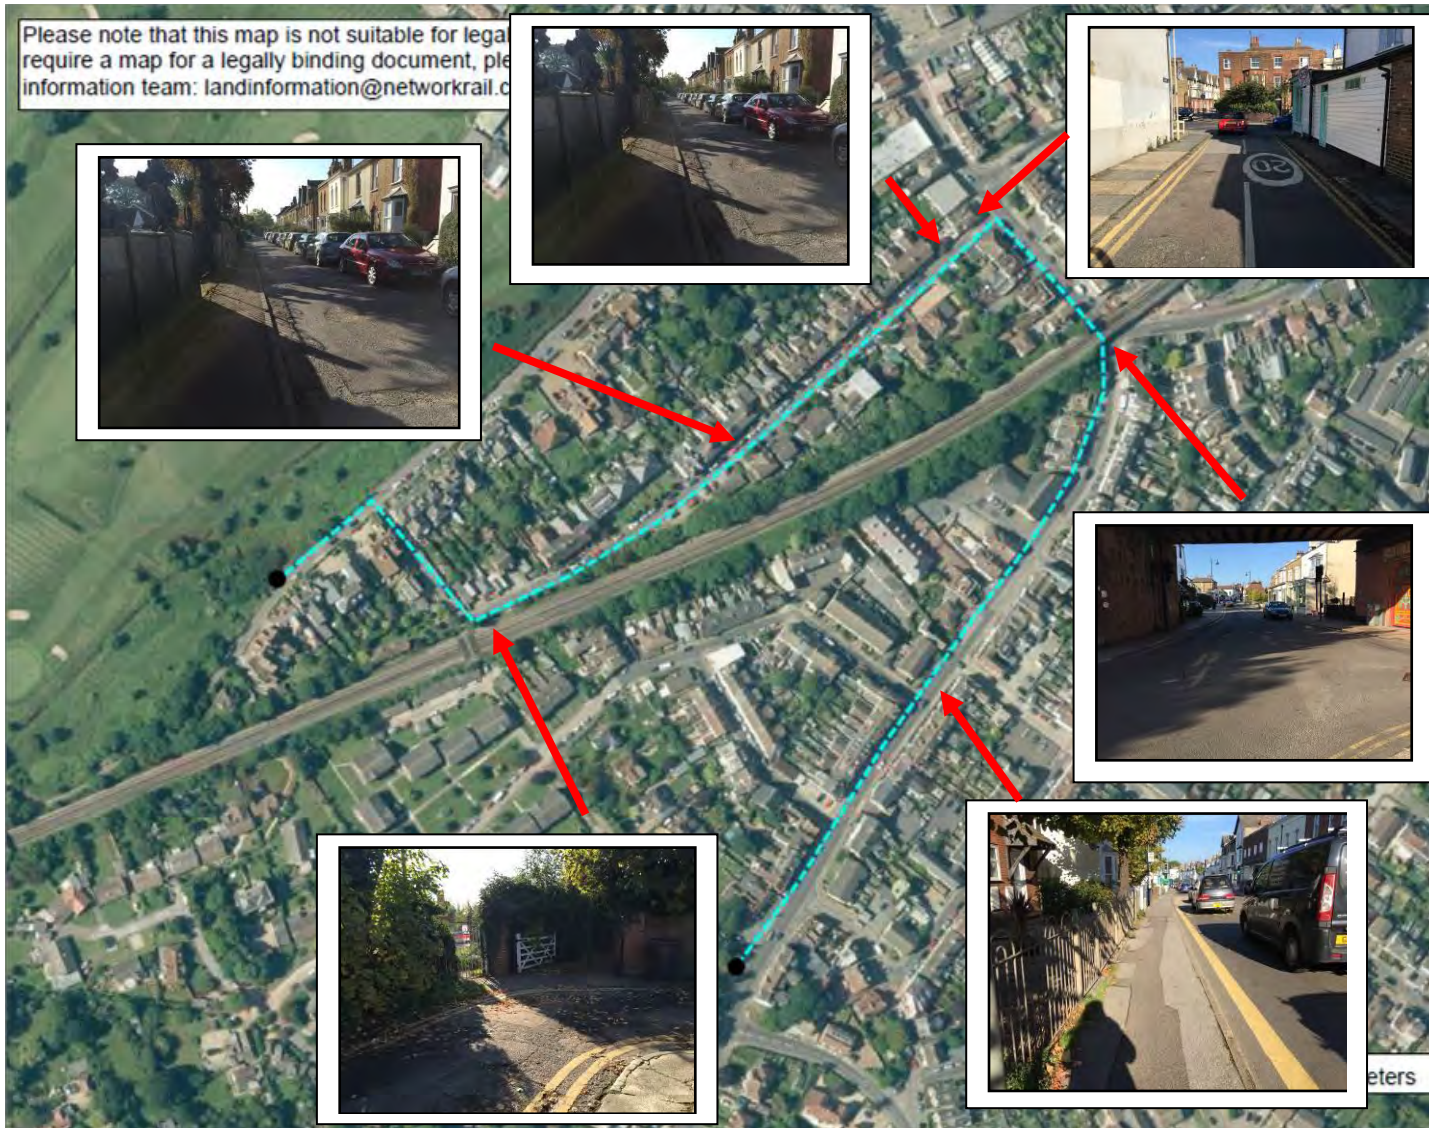 Please note that this map is not suitable for legal
require a map for a legally binding document, ple
information team: landinformation@networkrail.c
20
eters